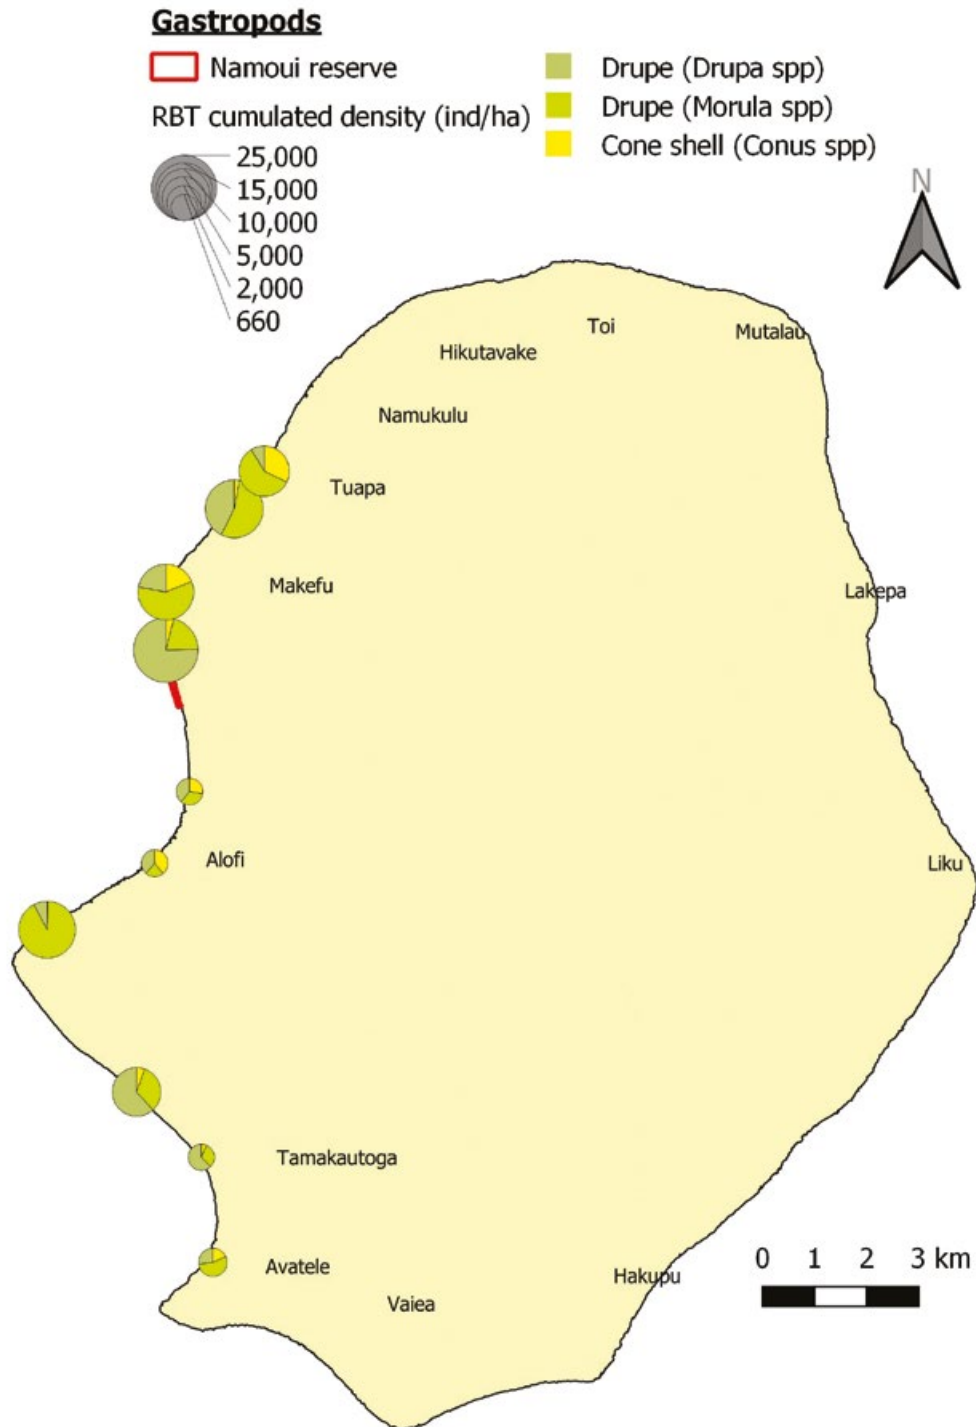 Gastropods
Namoui reserve
RBT cumulated density (ind/ha)
25,000
15,000
10,000
5,000
2,000
660
Drupe (Drupa spp)
Drupe (Morula spp)
Cone shell (Conus spp)
N
Toi
Mutalau
Hikutavake
Namukulu
Tuapa
Makefu
Lakepa
Alofi
Liku
Tamakautoga
Avatele
Hakupu
Vaiea
0 1 2 3 km